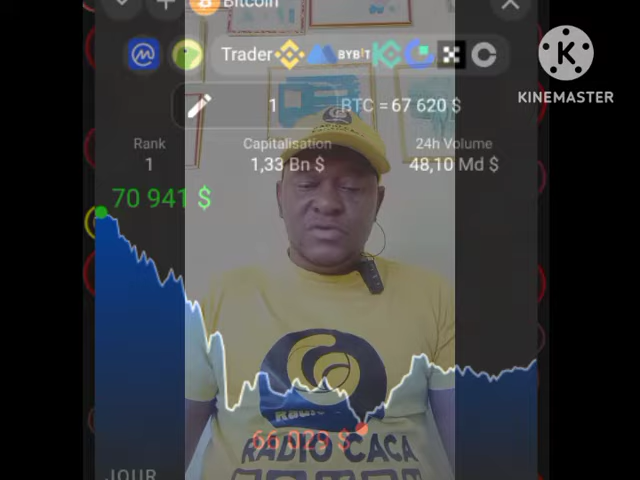 Bitcoin
Trader BYBIT
1 BTC = 67 620 $
Rank Capitalisation 24h Volume
1 1,33 Bn $ 48,10 Md $
70 941 $
66 029 $
RADIO CACA
JOUR
KINEMASTER